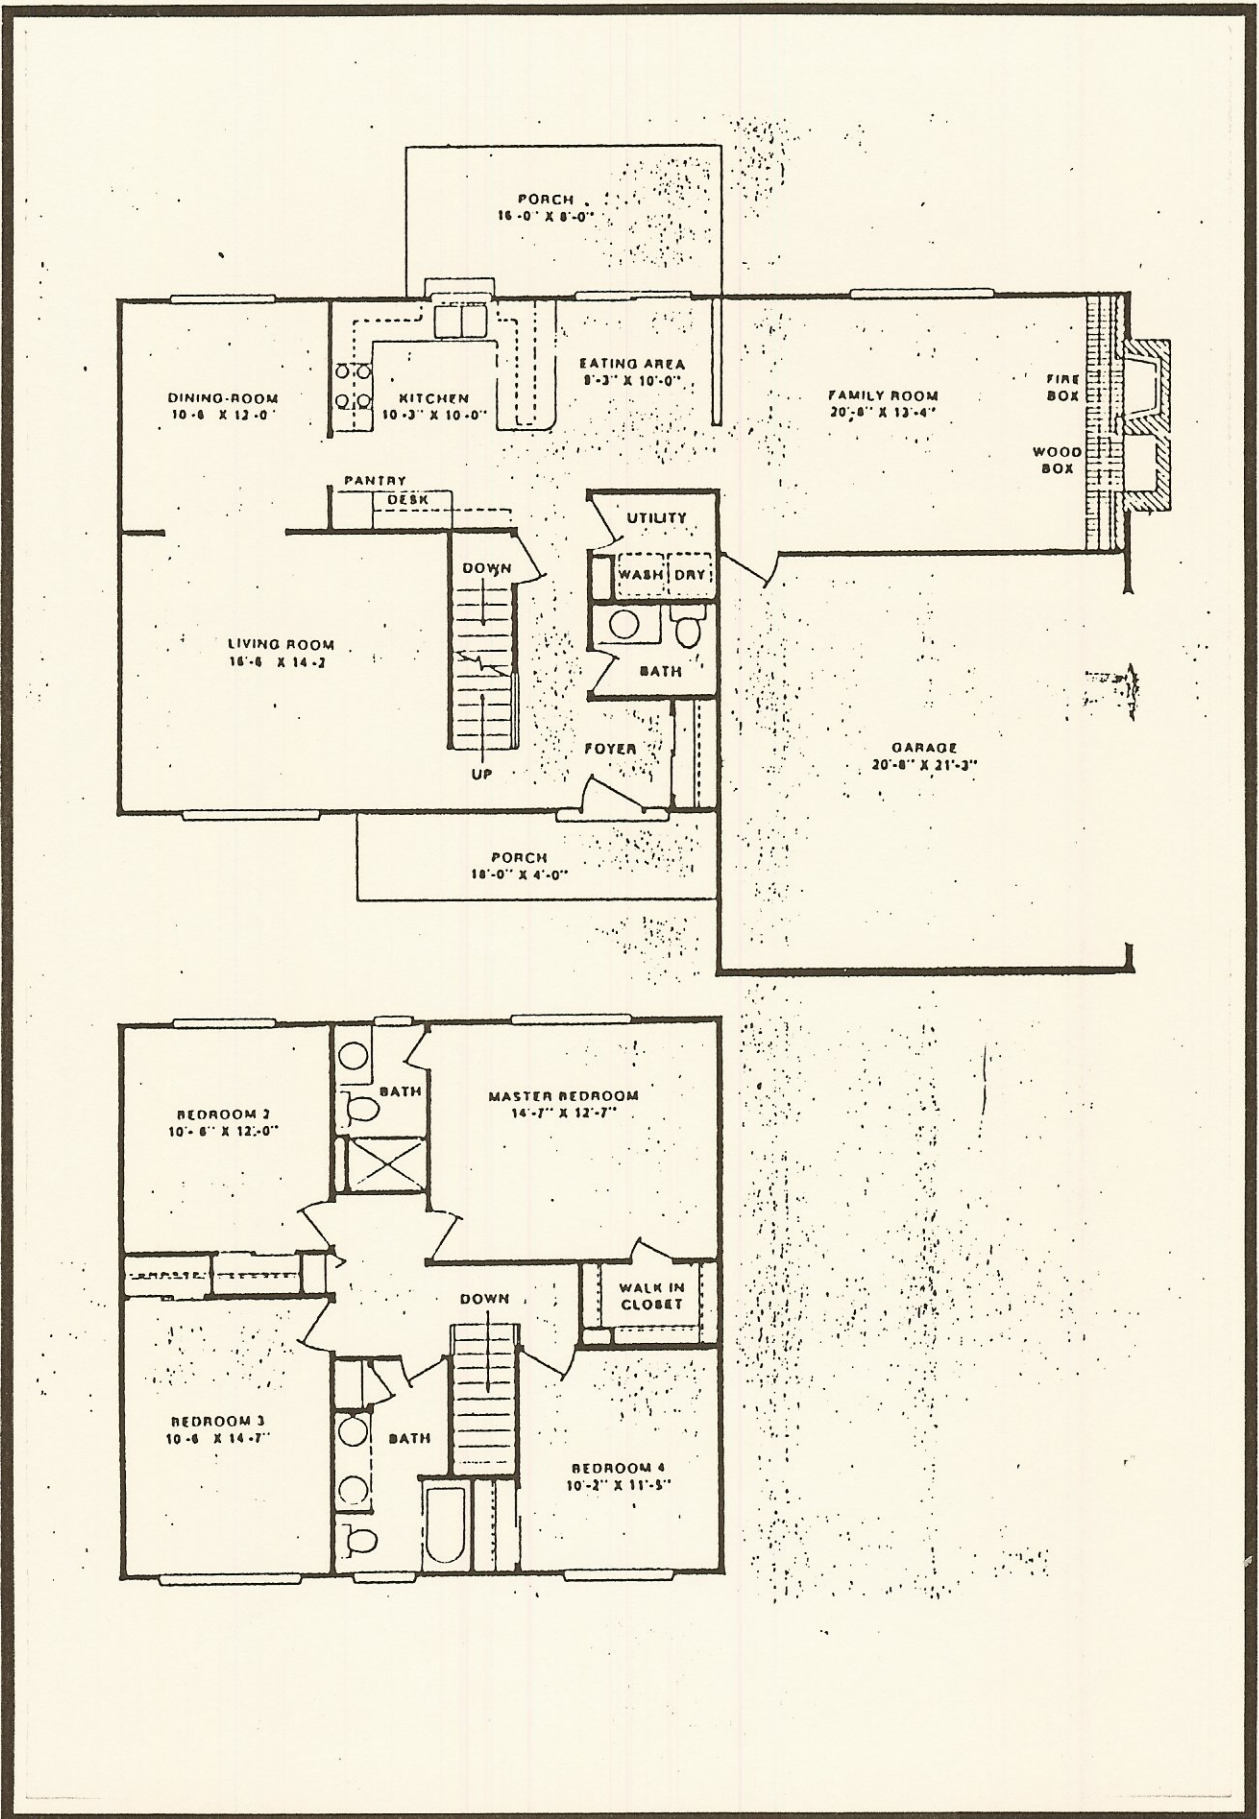 PORCH
16-0" X 8'-0"
DINING-ROOM
10-6 X 12-0
KITCHEN
10-3" X 10-0"
EATING AREA
9'-3" X 10'-0"
FAMILY ROOM
20'-8" X 13'-4"
FIRE
BOX
WOOD
BOX
PANTRY
DESK
UTILITY
WASH
DRY
DOWN
LIVING ROOM
16'-6 X 14-2
BATH
FOYER
UP
GARAGE
20'-8" X 21'-3"
PORCH
18'-0" X 4'-0"
BEDROOM 2
10'-6" X 12'-0"
BATH
MASTER BEDROOM
14'-7" X 12'-7"
DOWN
WALK IN
CLOSET
BEDROOM 3
10-6 X 14-7"
BATH
BEDROOM 4
10'-2" X 11'-5"